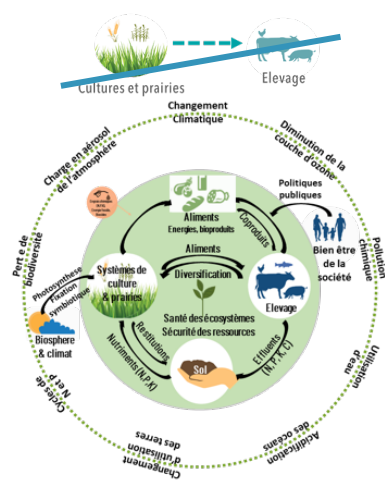 Cultures et prairies
Elevage
Changement
Climatique
Diminution de la
couche d'ozone
Pollution
chimique
Utilisation
d'eau
Acidification
des océans
Changement
d'utilisation
des terres
Cycles de P
N et P
Perte de
biodiversité
Charge en aérosol
de l'atmosphère
Politiques
publiques
Bien être
de la
société
Aliments
Energies, bioproduits
Coproduits
Aliments
Diversification
Systèmes de
culture
& prairies
Elevage
Photosynthese
Fixation
symbiotique
Biosphere
& climat
Santé des écosystèmes
Sécurité des ressources
Restitutions
Nutriments (N,P,K)
Sol
Effluents
(N, P, K, C)